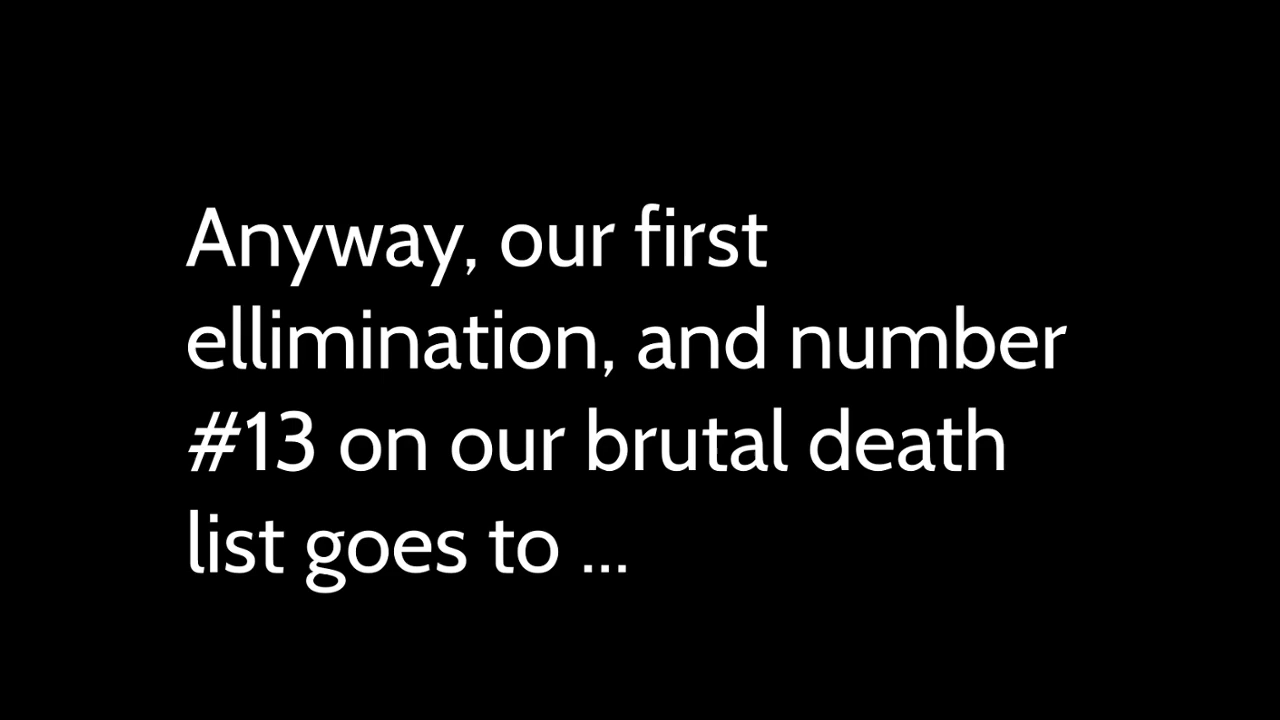 Anyway, our first
ellimination, and number
#13 on our brutal death
list goes to ...